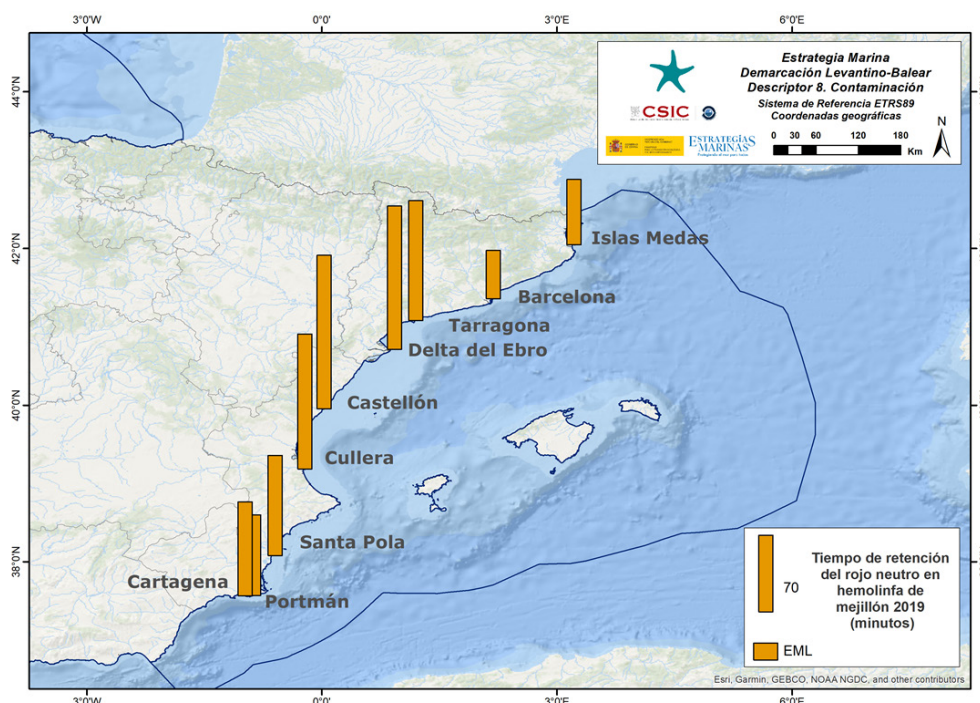 3°0'W
0°0'
3°0'E
6°0'E
44°0'N
42°0'N
40°0'N
38°0'N
Estrategia Marina
Demarcación Levantino-Balear
Descriptor 8. Contaminación
Sistema de Referencia ETRS89
Coordenadas geográficas
CSIC
ESTRATEGIAS
MARINAS
0 30 60 120 180
Km
N
Islas Medas
Barcelona
Tarragona
Delta del Ebro
Castellón
Cullera
Santa Pola
Cartagena
Portmán
70
Tiempo de retención
del rojo neutro en
hemolinfa de
mejillón 2019
(minutos)
EML
Esri, Garmin, GEBCO, NOAA NGDC, and other contributors
3°0'W
0°0'
3°0'E
6°0'E